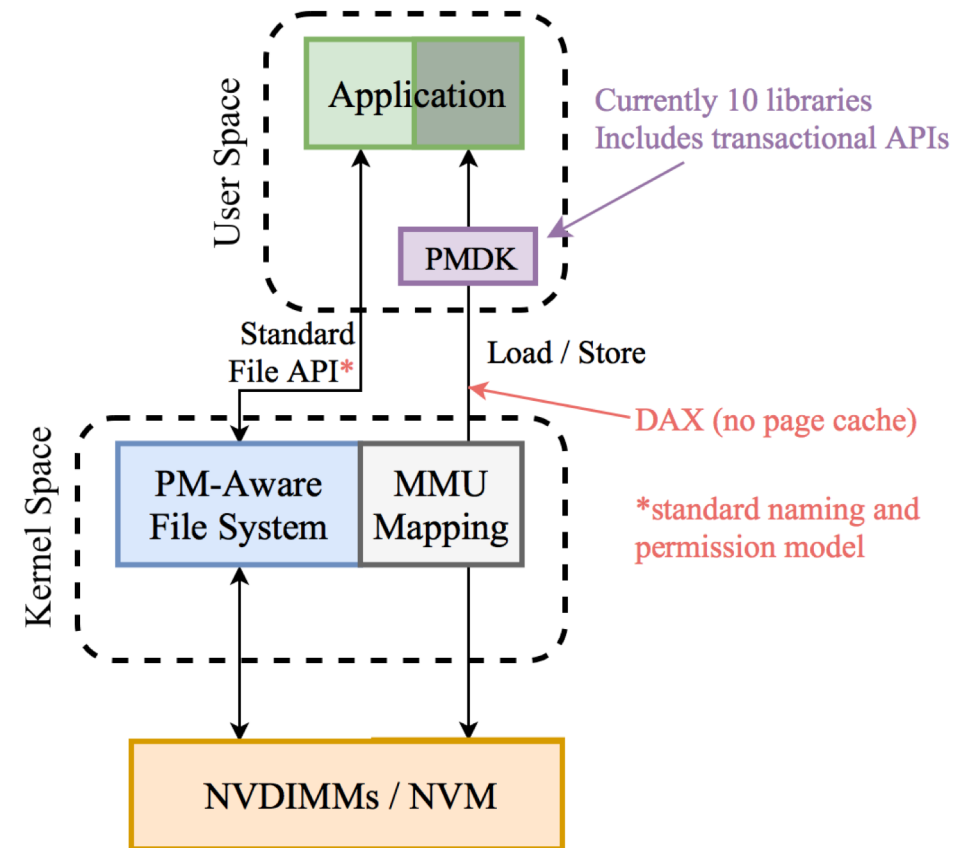 User Space
Application
Currently 10 libraries
Includes transactional APIs
PMDK
Standard
File API*
Load / Store
DAX (no page cache)
Kernel Space
PM-Aware
File System
MMU
Mapping
*standard naming and
permission model
NVDIMMs / NVM